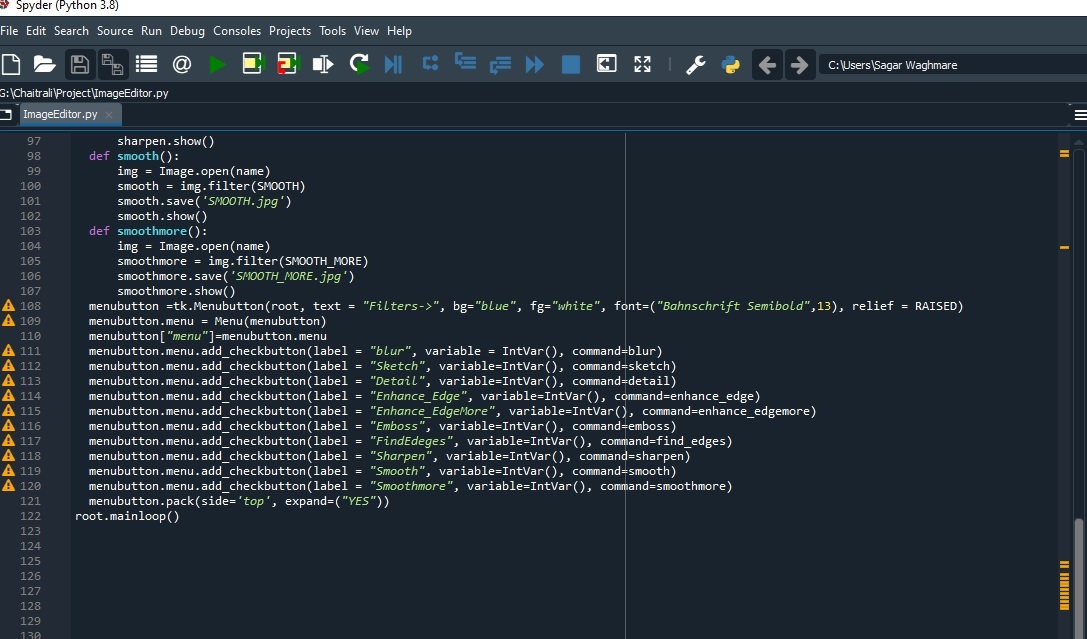 Spyder (Python 3.8)
File Edit Search Source Run Debug Consoles Projects Tools View Help
C:\Users\Sagar Waghmare
G:\Chaitrali\Project\ImageEditor.py
ImageEditor.py
97 sharpen.show()
98 def smooth():
99 img = Image.open(name)
100 smooth = img.filter(SMOOTH)
101 smooth.save('SMOOTH.jpg')
102 smooth.show()
103 def smoothmore():
104 img = Image.open(name)
105 smoothmore = img.filter(SMOOTH_MORE)
106 smoothmore.save('SMOOTH_MORE.jpg')
107 smoothmore.show()
108 menubutton =tk.Menubutton(root, text = "Filters->", bg="blue", fg="white", font=("Bahnschrift Semibold",13), relief = RAISED)
109 menubutton.menu = Menu(menubutton)
110 menubutton["menu"]=menubutton.menu
111 menubutton.menu.add_checkbutton(label = "blur", variable = IntVar(), command=blur)
112 menubutton.menu.add_checkbutton(label = "Sketch", variable=IntVar(), command=sketch)
113 menubutton.menu.add_checkbutton(label = "Detail", variable=IntVar(), command=detail)
114 menubutton.menu.add_checkbutton(label = "Enhance_Edge", variable=IntVar(), command=enhance_edge)
115 menubutton.menu.add_checkbutton(label = "Enhance_EdgeMore", variable=IntVar(), command=enhance_edgemore)
116 menubutton.menu.add_checkbutton(label = "Emboss", variable=IntVar(), command=emboss)
117 menubutton.menu.add_checkbutton(label = "FindEdeges", variable=IntVar(), command=find_edges)
118 menubutton.menu.add_checkbutton(label = "Sharpen", variable=IntVar(), command=sharpen)
119 menubutton.menu.add_checkbutton(label = "Smooth", variable=IntVar(), command=smooth)
120 menubutton.menu.add_checkbutton(label = "Smoothmore", variable=IntVar(), command=smoothmore)
121 menubutton.pack(side='top', expand=("YES"))
122 root.mainloop()
123
124
125
126
127
128
129
130